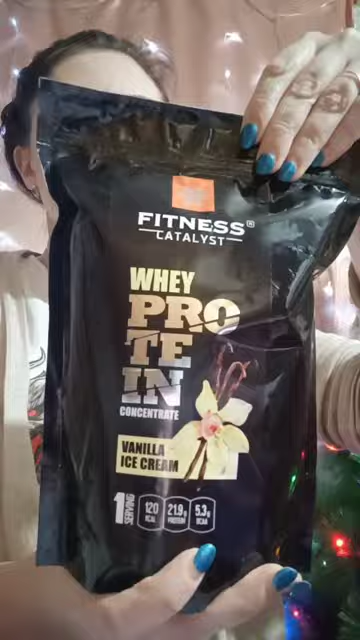 FITNESS®
CATALYST
WHEY
PRO
TE
IN
CONCENTRATE
VANILLA
ICE CREAM
1 SERVING
120 KCAL
21.9g PROTEIN
5.3g BCAA